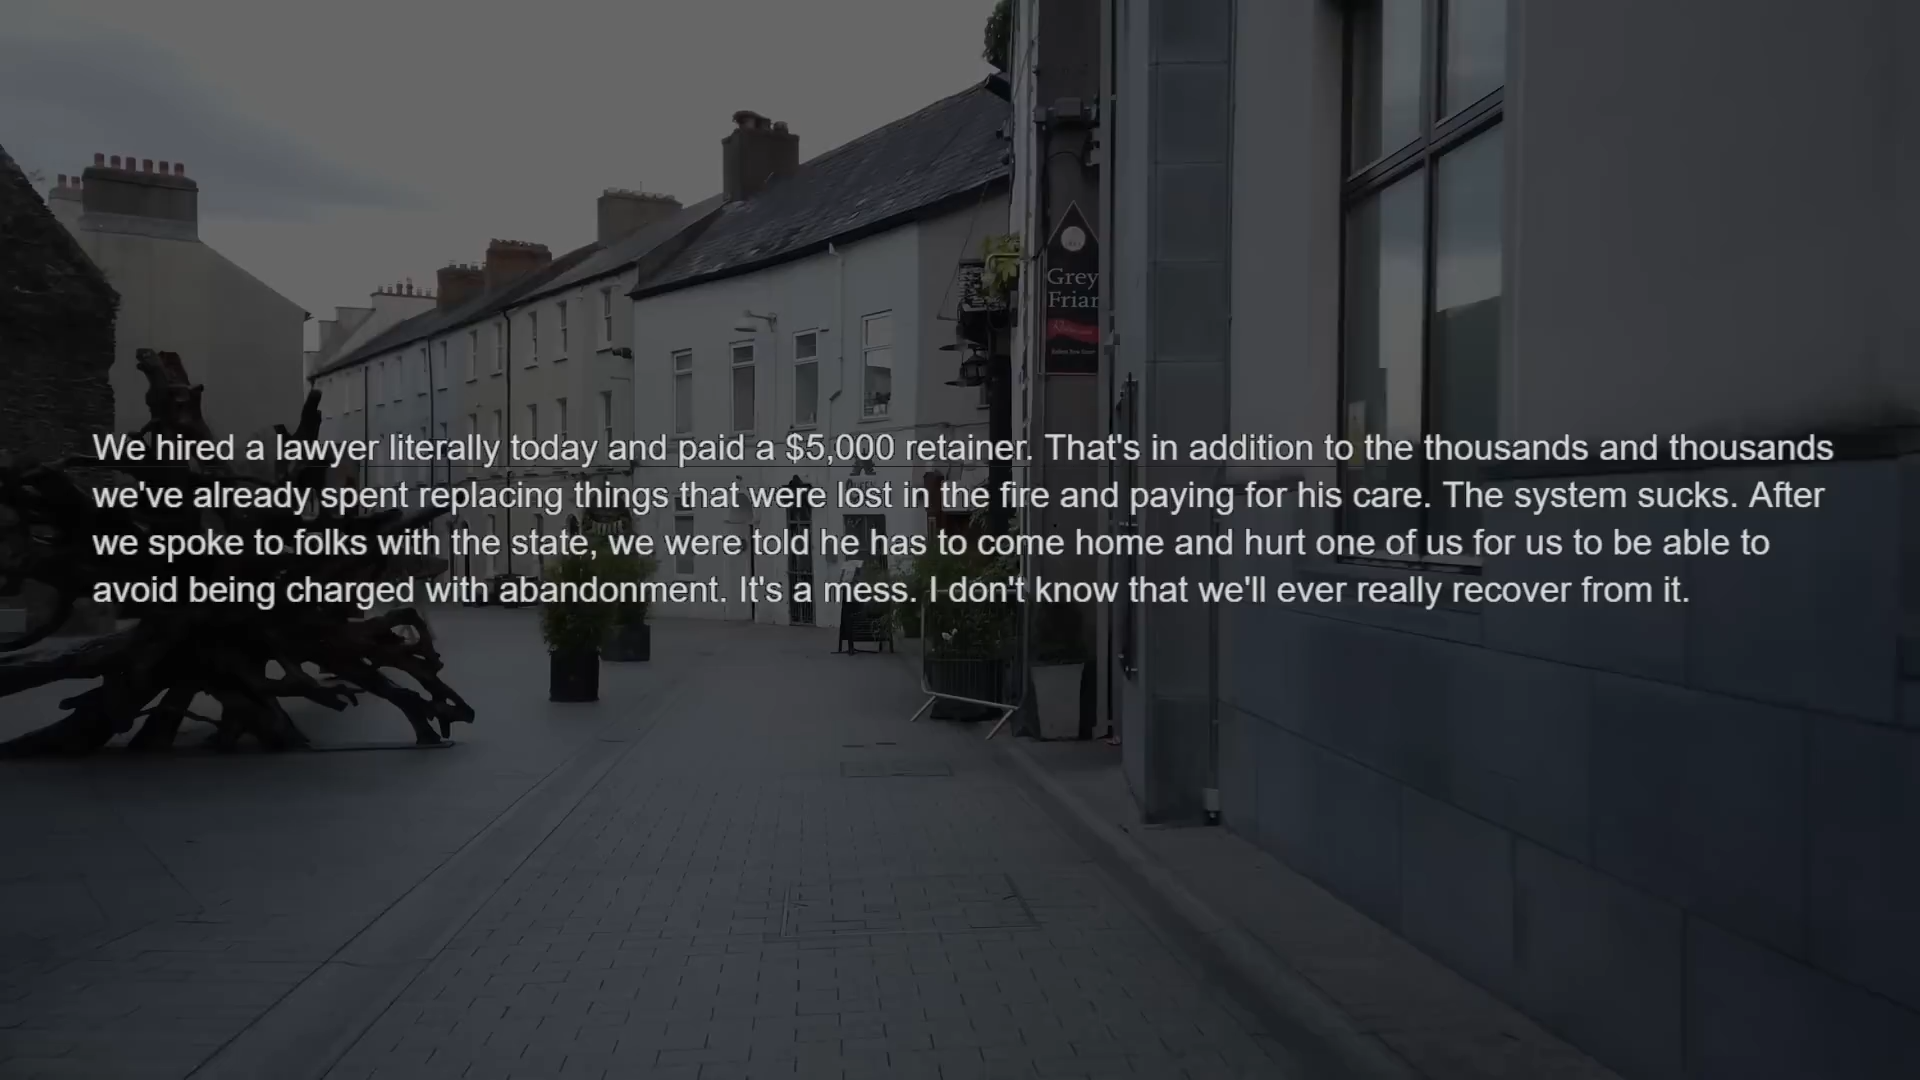 Grey
Friar
We hired a lawyer literally today and paid a $5,000 retainer. That's in addition to the thousands and thousands
we've already spent replacing things that were lost in the fire and paying for his care. The system sucks. After
we spoke to folks with the state, we were told he has to come home and hurt one of us for us to be able to
avoid being charged with abandonment. It's a mess. I don't know that we'll ever really recover from it.